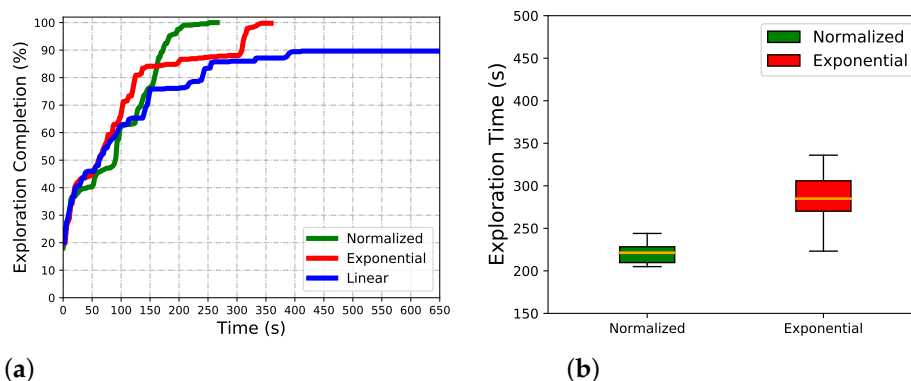 Exploration Completion (%)
100
90
80
70
60
50
40
30
20
10
0
0 50 100 150 200 250 300 350 400 450 500 550 600 650
Time (s)
Normalized
Exponential
Linear
(a)
Exploration Time (s)
500
450
400
350
300
250
200
150
Normalized
Exponential
Normalized Exponential
(b)